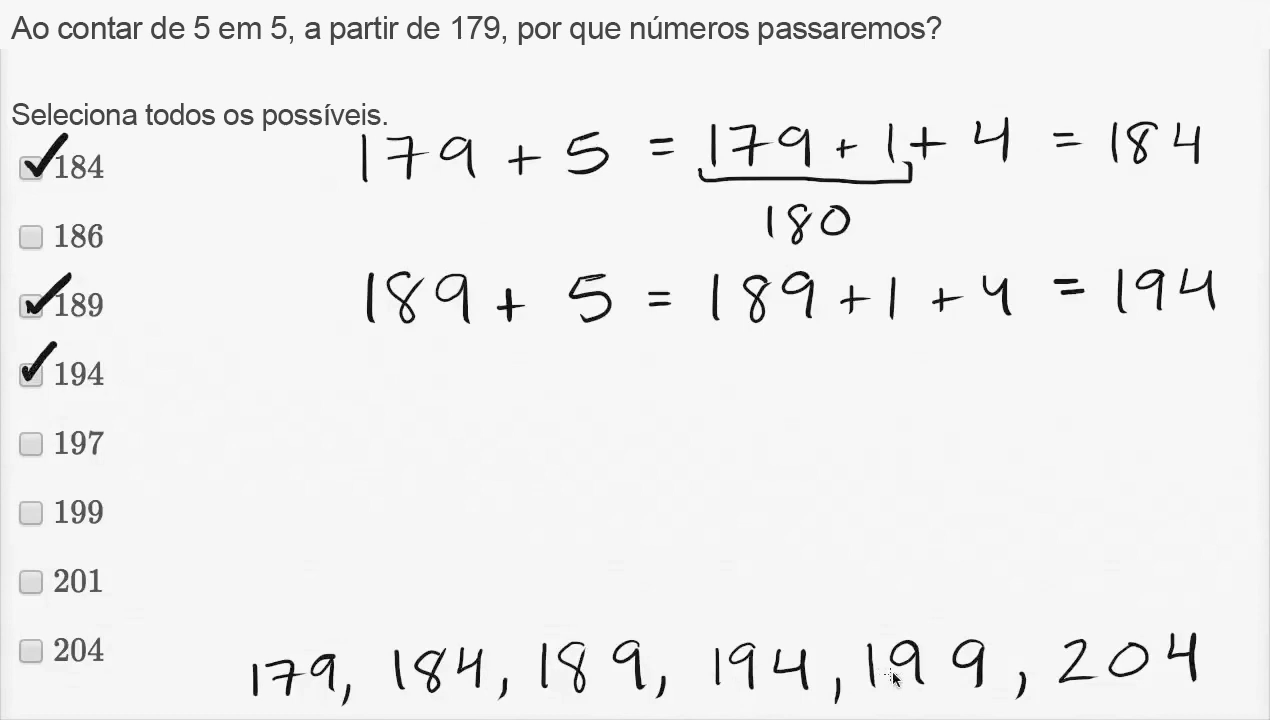 Ao contar de 5 em 5, a partir de 179, por que números passaremos?
Seleciona todos os possíveis.
184
186
189
194
197
199
201
204
179 + 5 = 179 + 1 + 4 = 184
180
189 + 5 = 189 + 1 + 4 = 194
179, 184, 189, 194, 199, 204